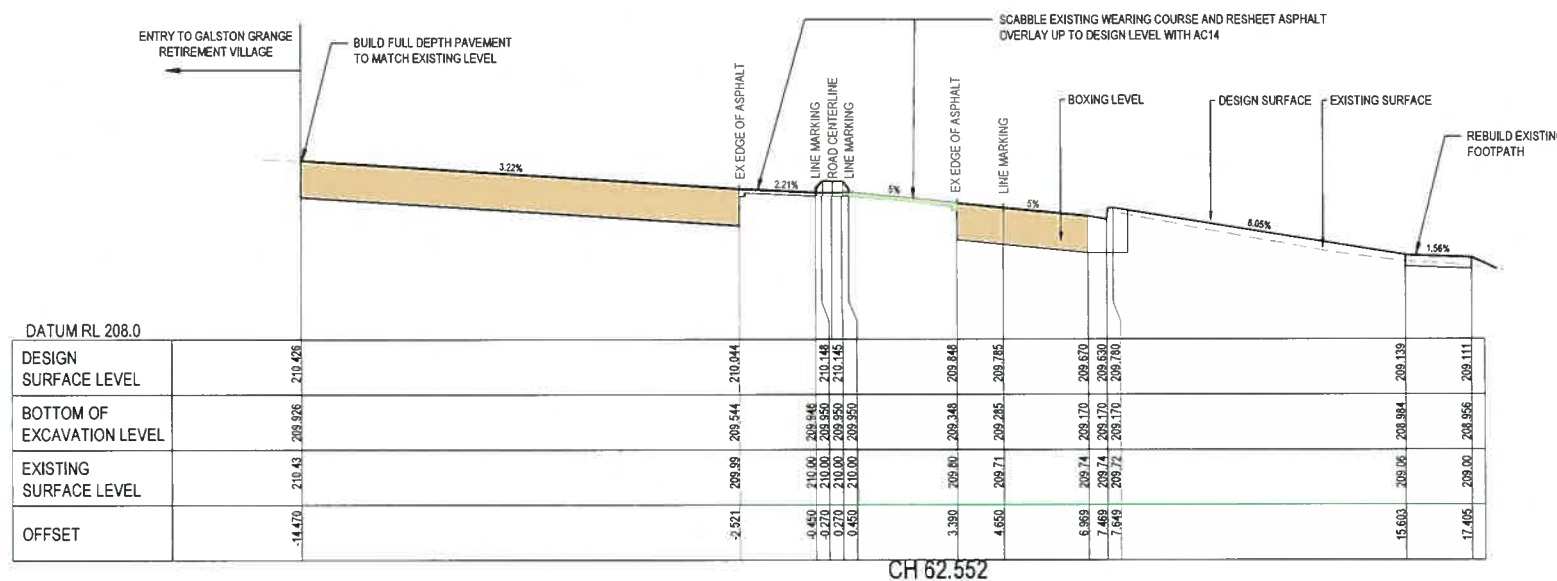 ENTRY TO GALSTON GRANGE
RETIREMENT VILLAGE
BUILD FULL DEPTH PAVEMENT
TO MATCH EXISTING LEVEL
SCABBLE EXISTING WEARING COURSE AND RESHEET ASPHALT
OVERLAY UP TO DESIGN LEVEL WITH AC14
EX EDGE OF ASPHALT
LINE MARKING
ROAD CENTERLINE
LINE MARKING
EX EDGE OF ASPHALT
LINE MARKING
BOXING LEVEL
DESIGN SURFACE
EXISTING SURFACE
REBUILD EXISTIN
FOOTPATH
3.22%
2.21%
5%
5%
6.05%
1.56%
DATUM RL 208.0
DESIGN
SURFACE LEVEL
210.426
210.044
210.148
210.145
209.848
209.785
209.670
209.630
209.780
209.139
209.111
BOTTOM OF
EXCAVATION LEVEL
209.926
209.544
209.948
209.950
209.950
209.950
209.348
209.285
209.170
209.170
209.170
208.984
208.956
EXISTING
SURFACE LEVEL
210.43
209.99
210.00
210.00
210.00
210.00
209.80
209.71
209.74
209.74
209.72
209.06
209.00
OFFSET
-14.470
-2.521
-0.450
-0.270
0.270
0.450
3.390
4.650
6.969
7.469
7.649
15.603
17.405
CH 62.552